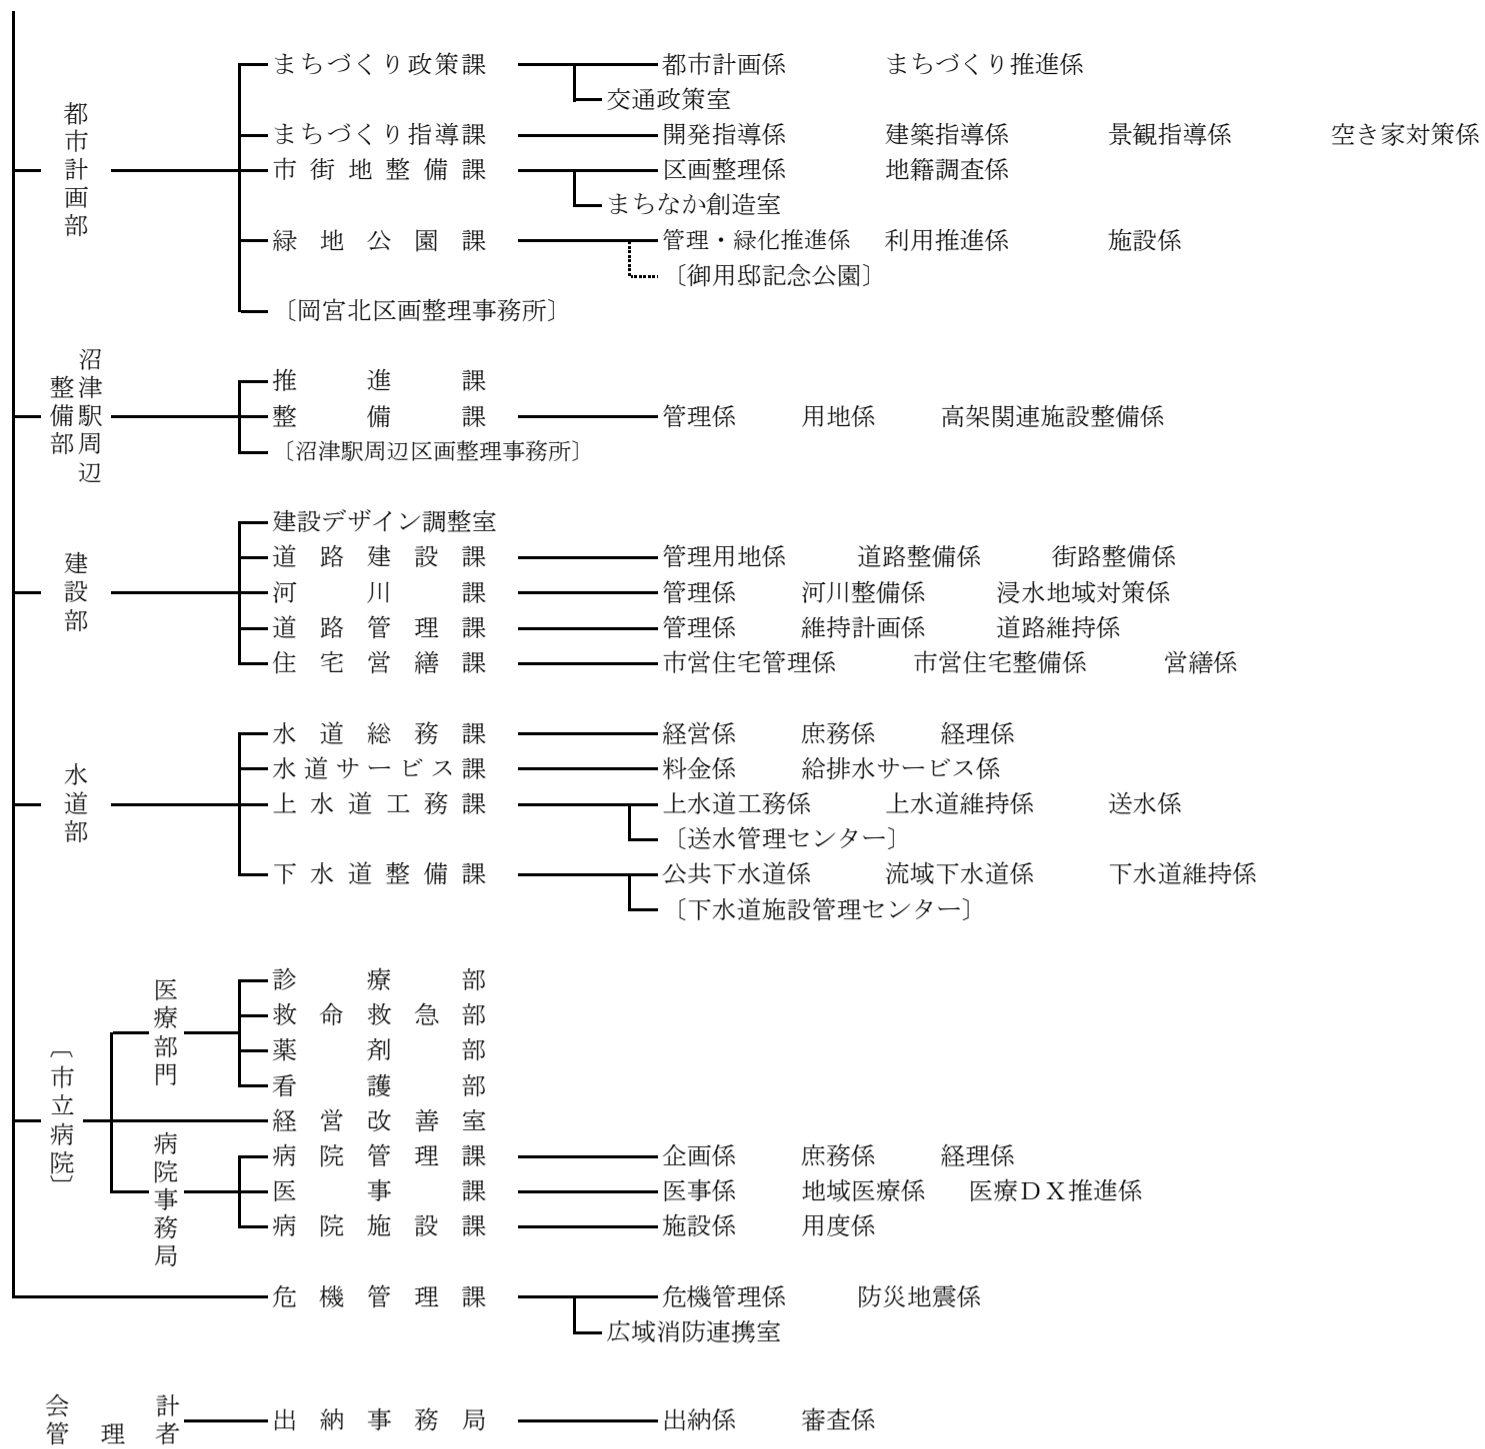 都市計画部
まちづくり政策課 都市計画係 まちづくり推進係
交通政策室
まちづくり指導課 開発指導係 建築指導係 景観指導係 空き家対策係
市街地整備課 区画整理係 地籍調査係
まちなか創造室
緑地公園課 管理・緑化推進係 利用推進係 施設係
〔御用邸記念公園〕
〔岡宮北区画整理事務所〕
沼津駅周辺
整備部
推進課
整備課 管理係 用地係 高架関連施設整備係
〔沼津駅周辺区画整理事務所〕
建設部
建設デザイン調整室
道路建設課 管理用地係 道路整備係 街路整備係
河川課 管理係 河川整備係 浸水地域対策係
道路管理課 管理係 維持計画係 道路維持係
住宅営繕課 市営住宅管理係 市営住宅整備係 営繕係
水道部
水道総務課 経営係 庶務係 経理係
水道サービス課 料金係 給排水サービス係
上水道工務課 上水道工務係 上水道維持係 送水係
〔送水管理センター〕
下水道整備課 公共下水道係 流域下水道係 下水道維持係
〔下水道施設管理センター〕
〔市立病院〕
医療部門
診療部
救命救急部
薬剤部
看護部
経営改善室
病院事務局
病院管理課 企画係 庶務係 経理係
医事課 医事係 地域医療係 医療ＤＸ推進係
病院施設課 施設係 用度係
危機管理課 危機管理係 防災地震係
広域消防連携室
会計
管理者
出納事務局 出納係 審査係